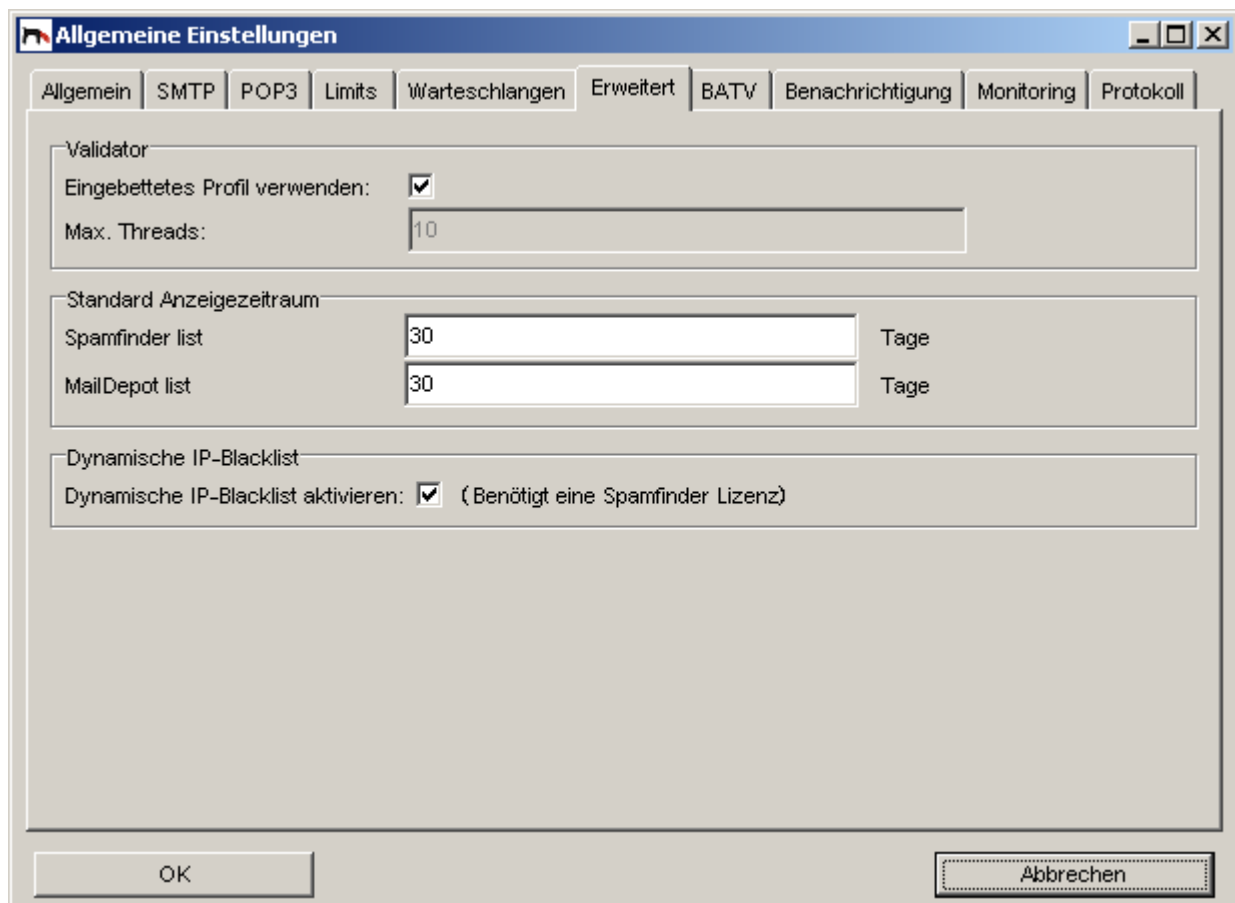 Allgemeine Einstellungen
Allgemein SMTP POP3 Limits Warteschlangen Erweitert BATV Benachrichtigung Monitoring Protokoll
Validator
Eingebettetes Profil verwenden:
Max. Threads: 10
Standard Anzeigezeitraum
Spamfinder list 30 Tage
MailDepot list 30 Tage
Dynamische IP-Blacklist
Dynamische IP-Blacklist aktivieren: (Benötigt eine Spamfinder Lizenz)
OK Abbrechen